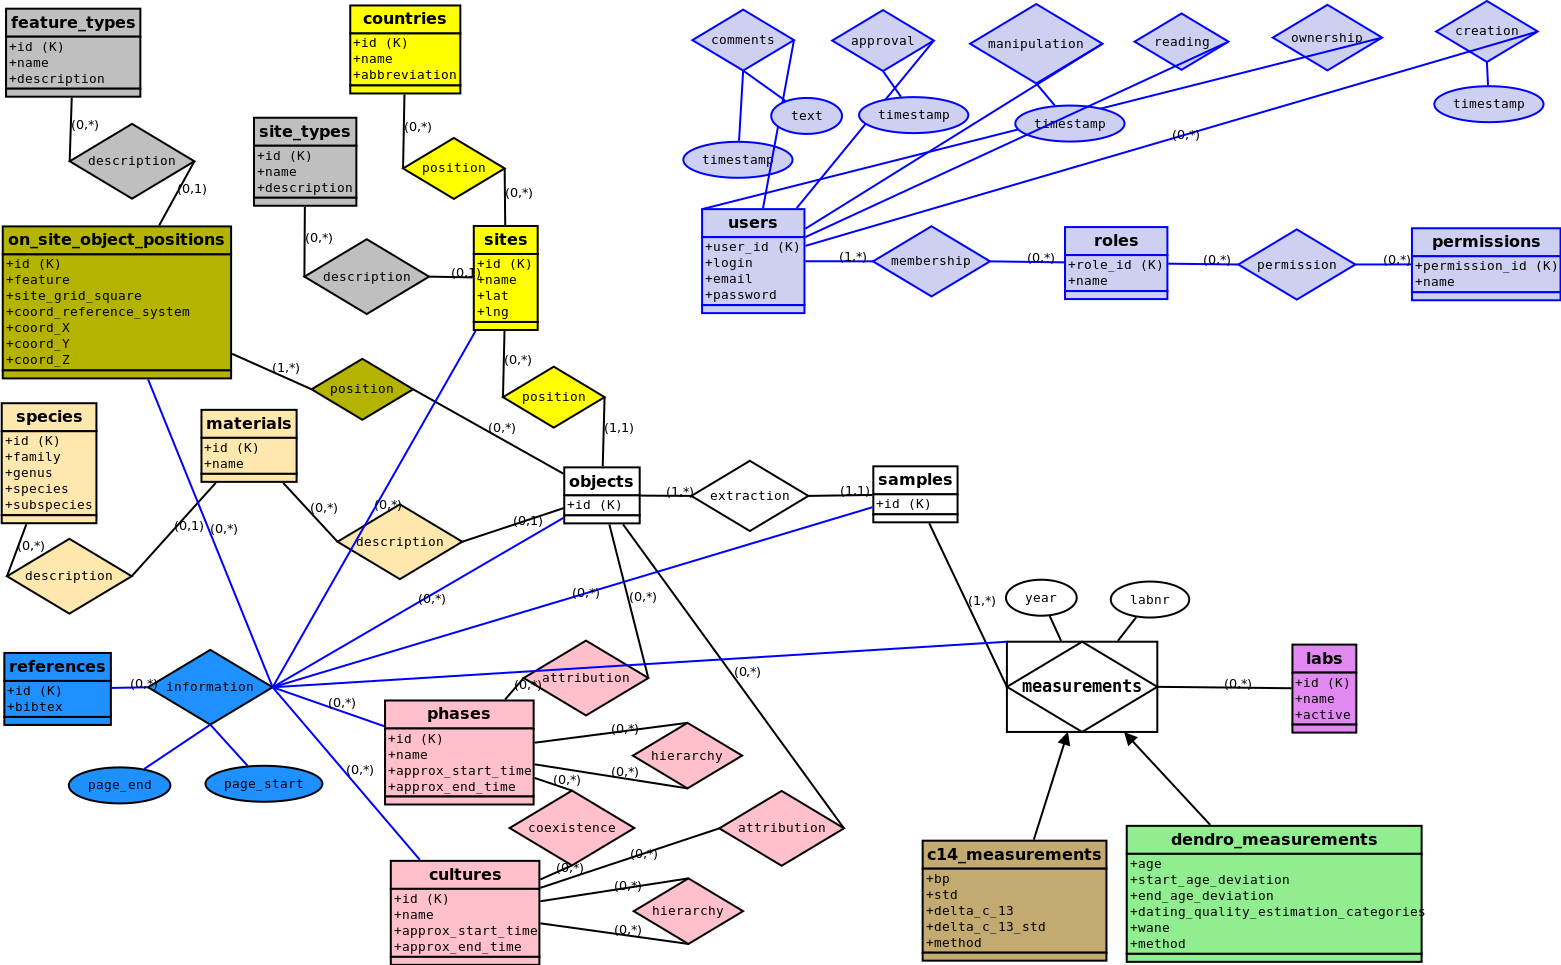 feature_types
+id (K)
+name
+description
(0,*)
description
(0,1)
countries
+id (K)
+name
+abbreviation
(0,*)
position
(0,*)
site_types
+id (K)
+name
+description
(0,*)
description
(0,1)
sites
+id (K)
+name
+lat
+lng
(0,*)
position
(1,1)
on_site_object_positions
+id (K)
+feature
+site_grid_square
+coord_reference_system
+coord_X
+coord_Y
+coord_Z
(1,*)
position
(0,*)
comments
text
timestamp
approval
timestamp
manipulation
timestamp
reading
ownership
creation
timestamp
(0,*)
users
+user_id (K)
+login
+email
+password
(1,*)
membership
(0,*)
roles
+role_id (K)
+name
(0,*)
permission
(0,*)
permissions
+permission_id (K)
+name
species
+id (K)
+family
+genus
+species
+subspecies
(0,*)
description
(0,1)
(0,*)
materials
+id (K)
+name
(0,*)
(0,*)
description
(0,1)
objects
+id (K)
(1,*)
extraction
(1,1)
samples
+id (K)
(0,*)
(0,*)
(0,*)
(1,*)
year
labnr
measurements
(0,*)
labs
+id (K)
+name
+active
references
+id (K)
+bibtex
(0,*)
information
page_end
page_start
(0,*)
(0,*)
(0,*)
attribution
(0,*)
phases
+id (K)
+name
+approx_start_time
+approx_end_time
(0,*)
hierarchy
(0,*)
(0,*)
coexistence
(0,*)
attribution
(0,*)
cultures
+id (K)
+name
+approx_start_time
+approx_end_time
(0,*)
hierarchy
(0,*)
c14_measurements
+bp
+std
+delta_c_13
+delta_c_13_std
+method
dendro_measurements
+age
+start_age_deviation
+end_age_deviation
+dating_quality_estimation_categories
+wane
+method